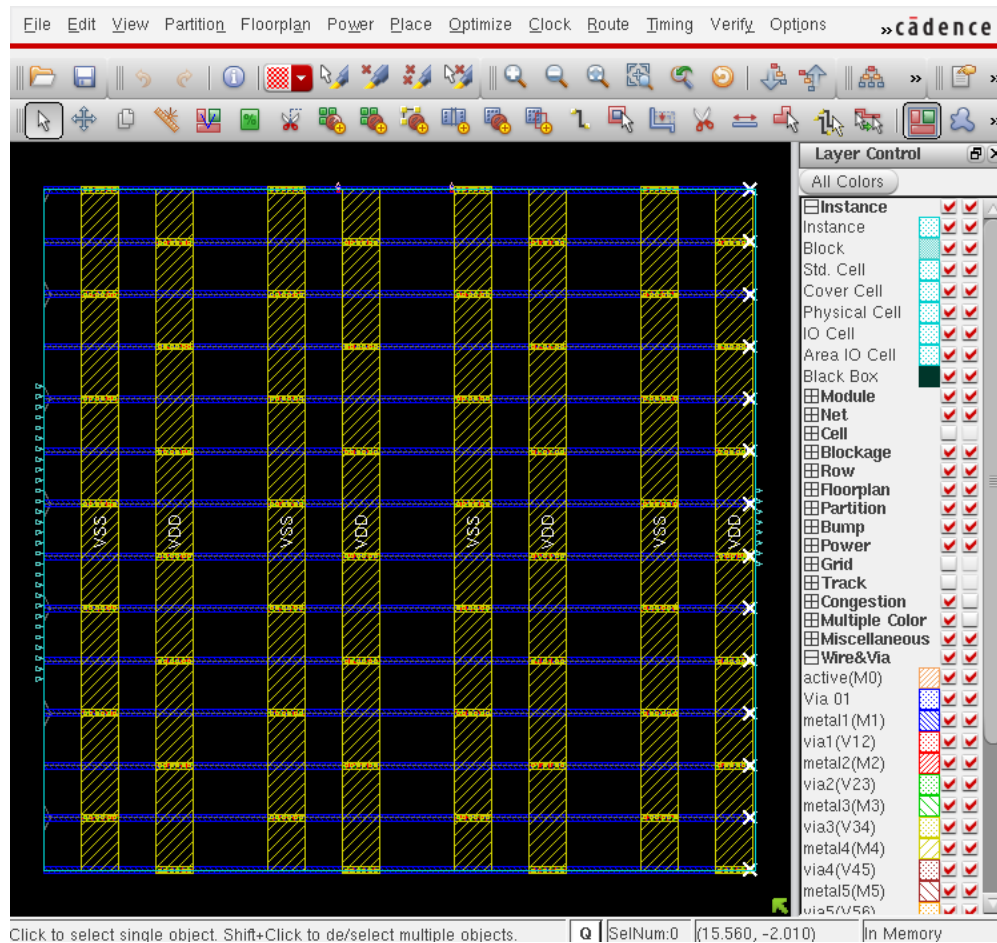 File Edit View Partition Floorplan Power Place Optimize Clock Route Timing Verify Options » cādence
»
»
»
Layer Control
All Colors
Instance
Instance
Block
Std. Cell
Cover Cell
Physical Cell
IO Cell
Area IO Cell
Black Box
Module
Net
Cell
Blockage
Row
Floorplan
Partition
Bump
Power
Grid
Track
Congestion
Multiple Color
Miscellaneous
Wire&Via
active(M0)
Via 01
metal1(M1)
via1(V12)
metal2(M2)
via2(V23)
metal3(M3)
via3(V34)
metal4(M4)
via4(V45)
metal5(M5)
via5(V56)
VSS VDD VSS VDD VSS VDD VSS VDD
Click to select single object. Shift+Click to de/select multiple objects. Q SelNum:0 (15.560, -2.010) In Memory